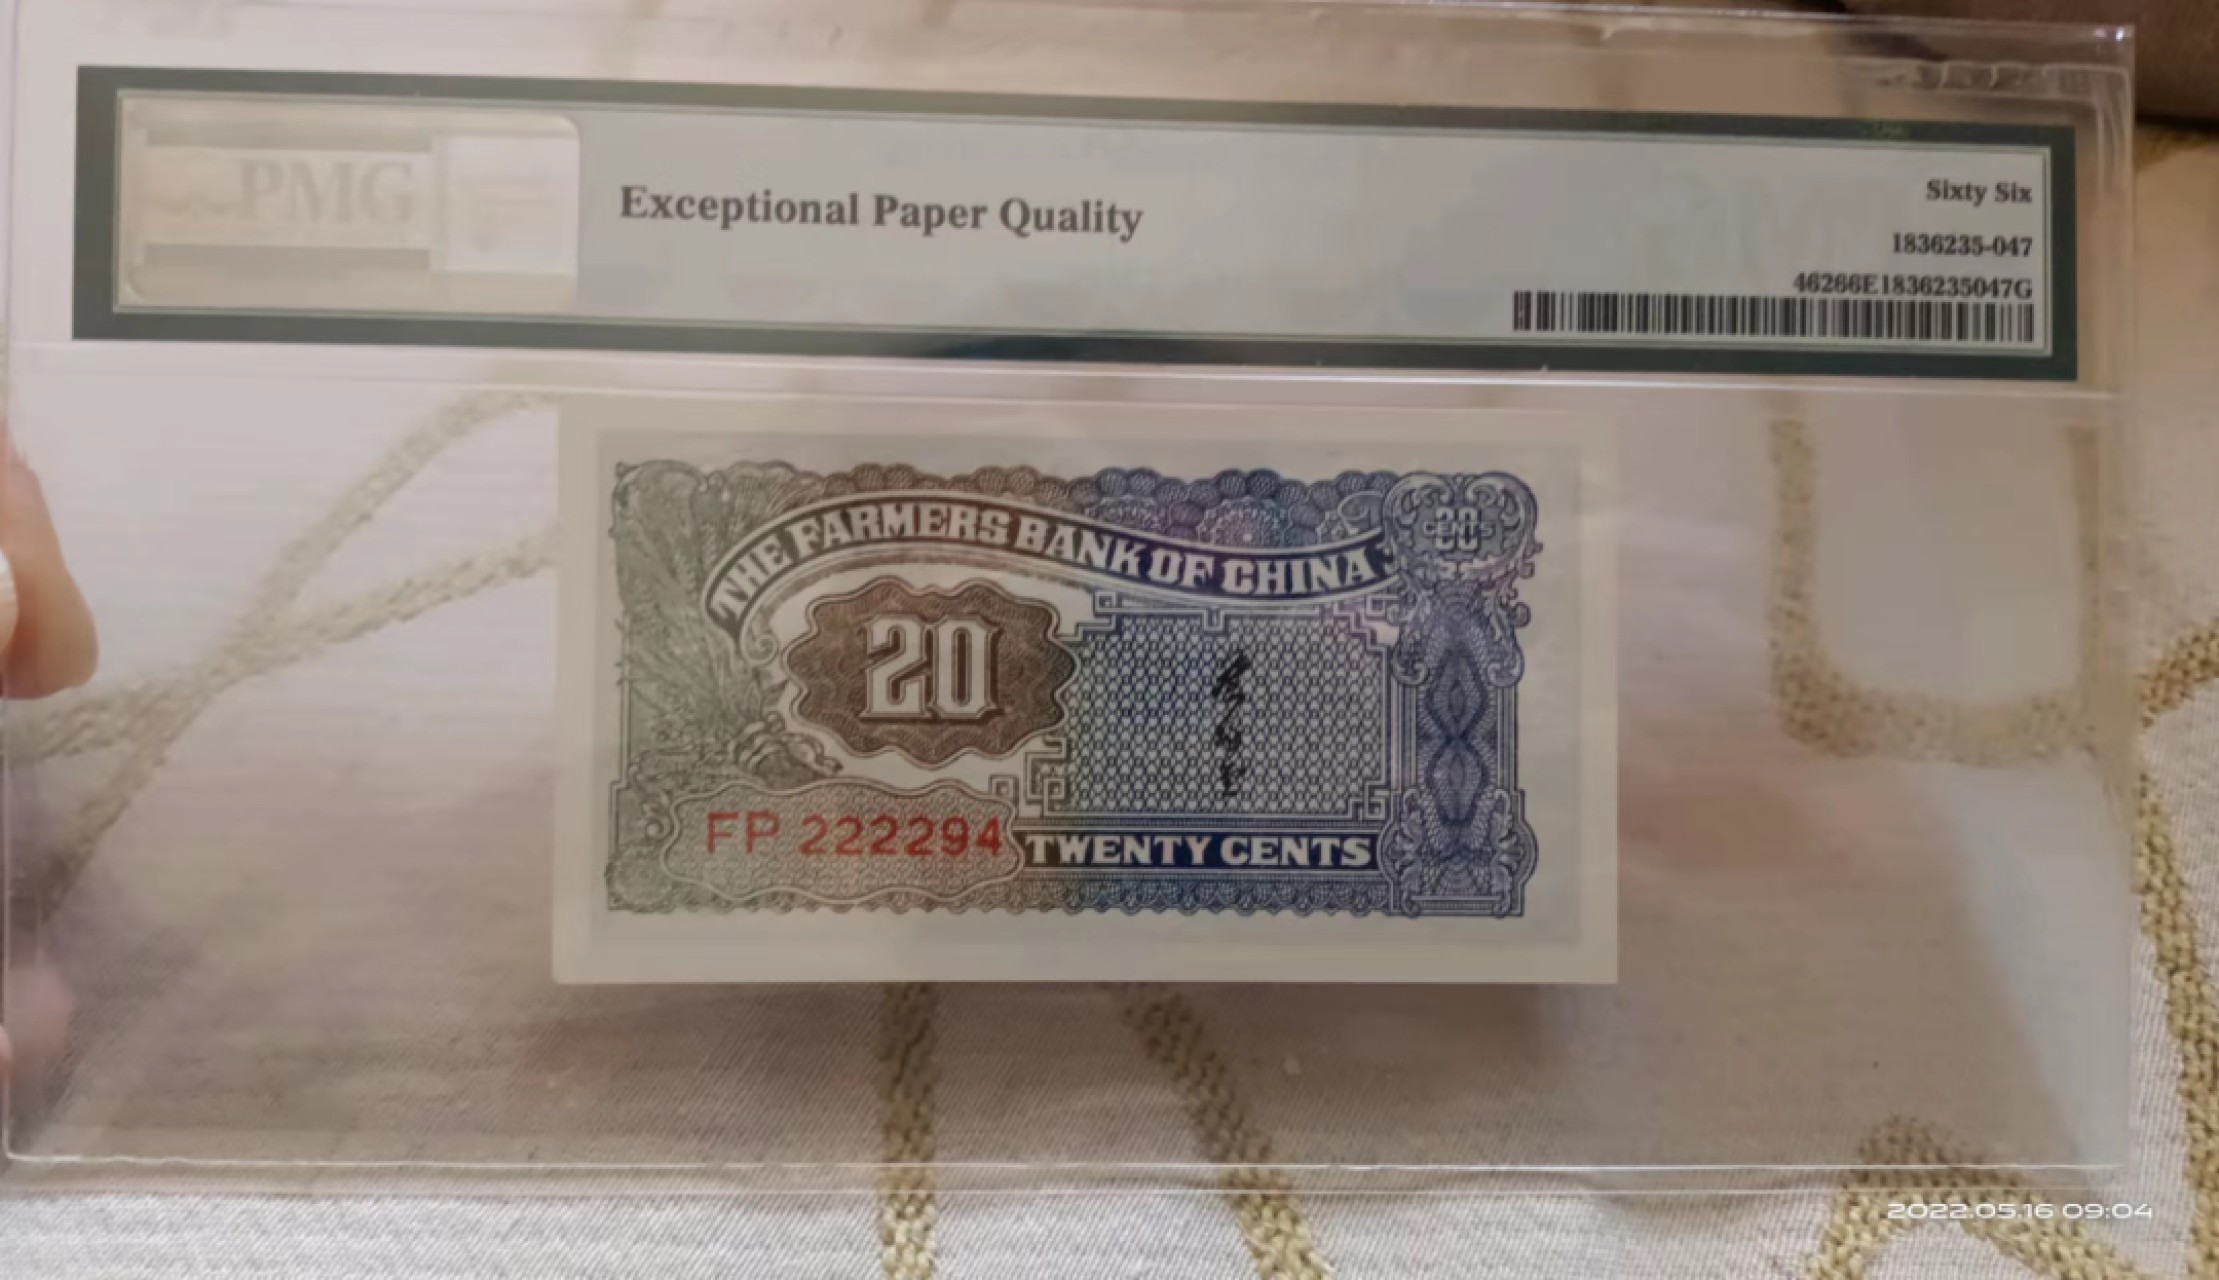 PMG
Exceptional Paper Quality
Sixty Six
1836235-047
46266E1836235047G
THE FARMERS BANK OF CHINA
20
CENTS
20
FP 222294
TWENTY CENTS
2022.05.16 09:04